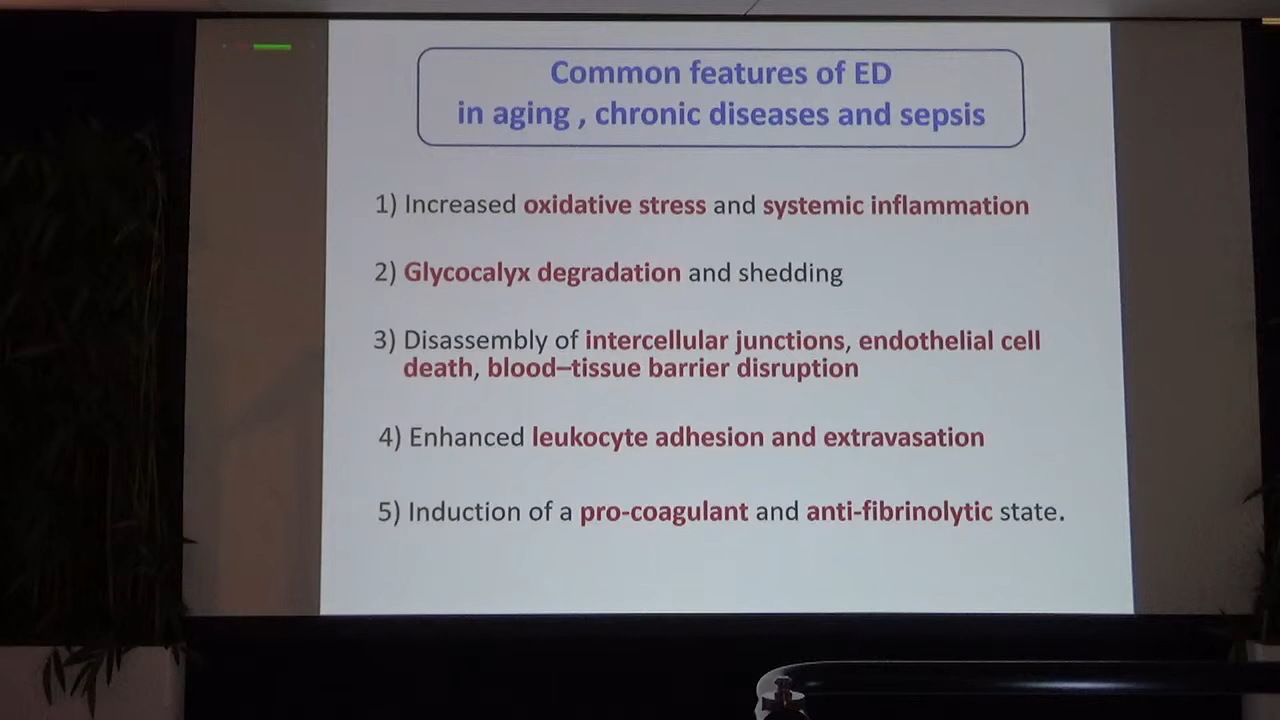 Common features of ED
in aging , chronic diseases and sepsis
1) Increased oxidative stress and systemic inflammation
2) Glycocalyx degradation and shedding
3) Disassembly of intercellular junctions, endothelial cell
death, blood–tissue barrier disruption
4) Enhanced leukocyte adhesion and extravasation
5) Induction of a pro-coagulant and anti-fibrinolytic state.